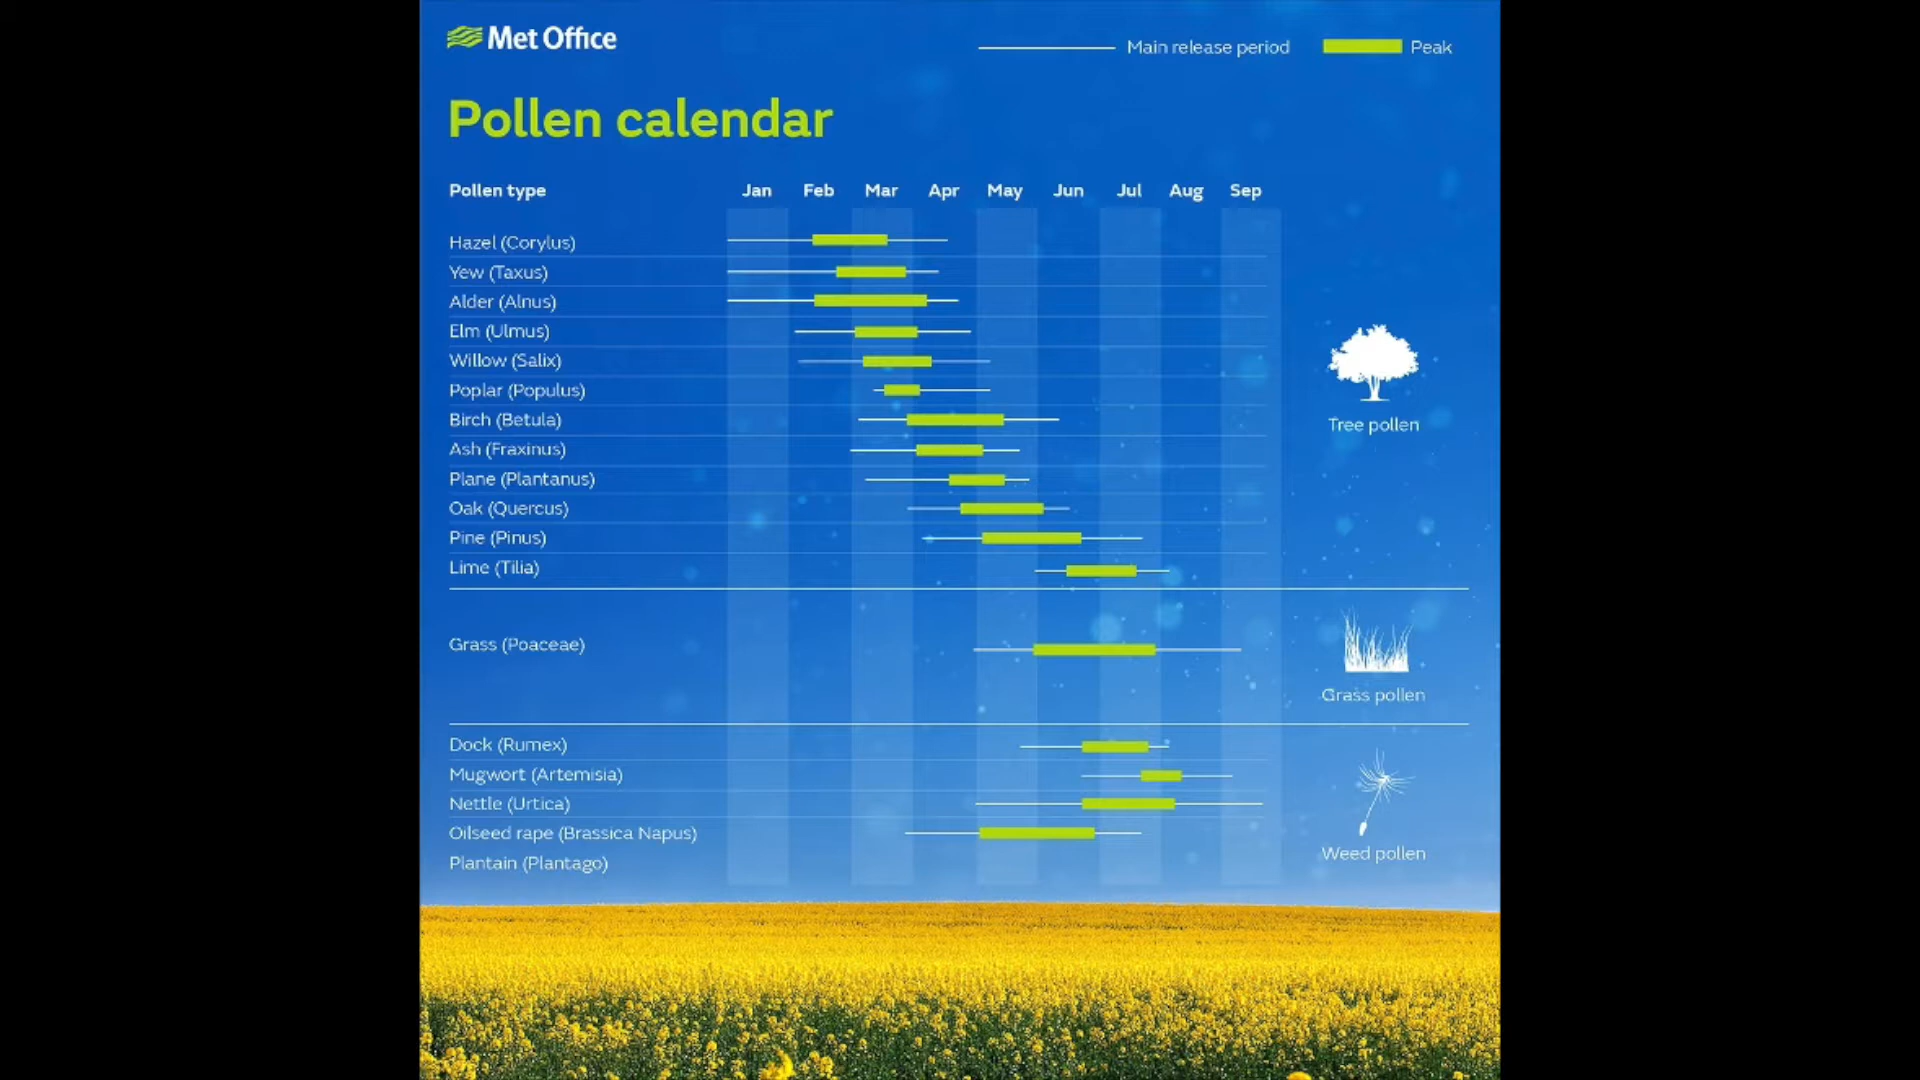 Met Office
Main release period Peak
Pollen calendar
Pollen type Jan Feb Mar Apr May Jun Jul Aug Sep
Hazel (Corylus)
Yew (Taxus)
Alder (Alnus)
Elm (Ulmus)
Willow (Salix)
Poplar (Populus)
Birch (Betula)
Tree pollen
Ash (Fraxinus)
Plane (Plantanus)
Oak (Quercus)
Pine (Pinus)
Lime (Tilia)
Grass (Poaceae)
Grass pollen
Dock (Rumex)
Mugwort (Artemisia)
Nettle (Urtica)
Oilseed rape (Brassica Napus)
Weed pollen
Plantain (Plantago)